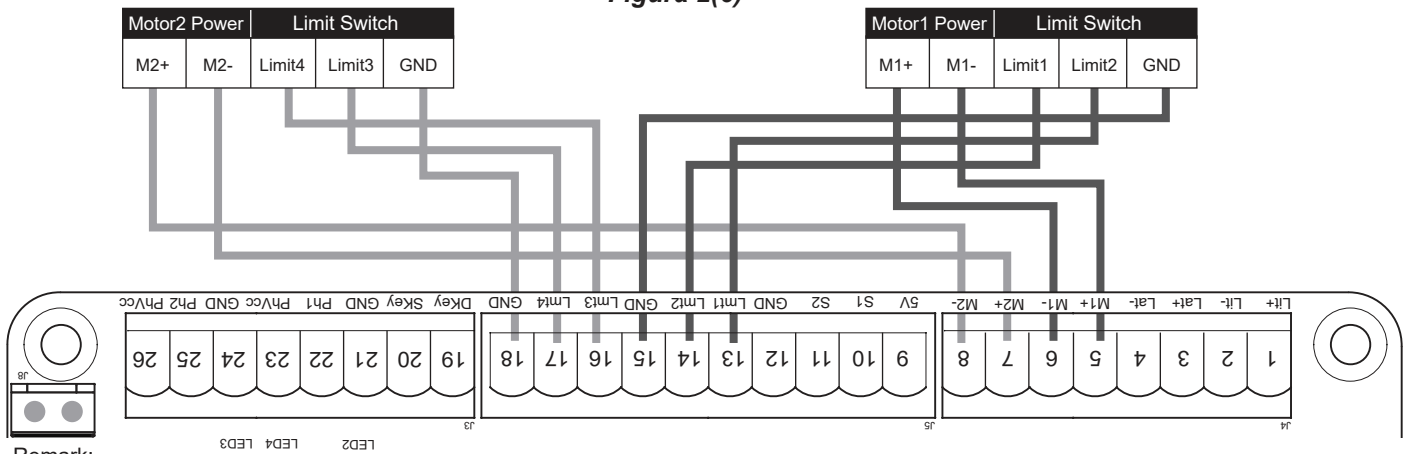 Motor2 Power Limit Switch
M2+ M2- Limit4 Limit3 GND
Motor1 Power Limit Switch
M1+ M1- Limit1 Limit2 GND
PhVcc Ph2 GND PhVcc Ph1 GND SKey DKey
GND Lmt4 Lmt3 GND Lmt2 Lmt1 GND S2 S1 5V
M2- M2+ M1- M1+ Lat- Lat+ Lit- Lit+
26 25 24 23 22 21 20 19
18 17 16 15 14 13 12 11 10 9
8 7 6 5 4 3 2 1
J8
J3
J5
J4
LED3 LED4 LED2
Remark: